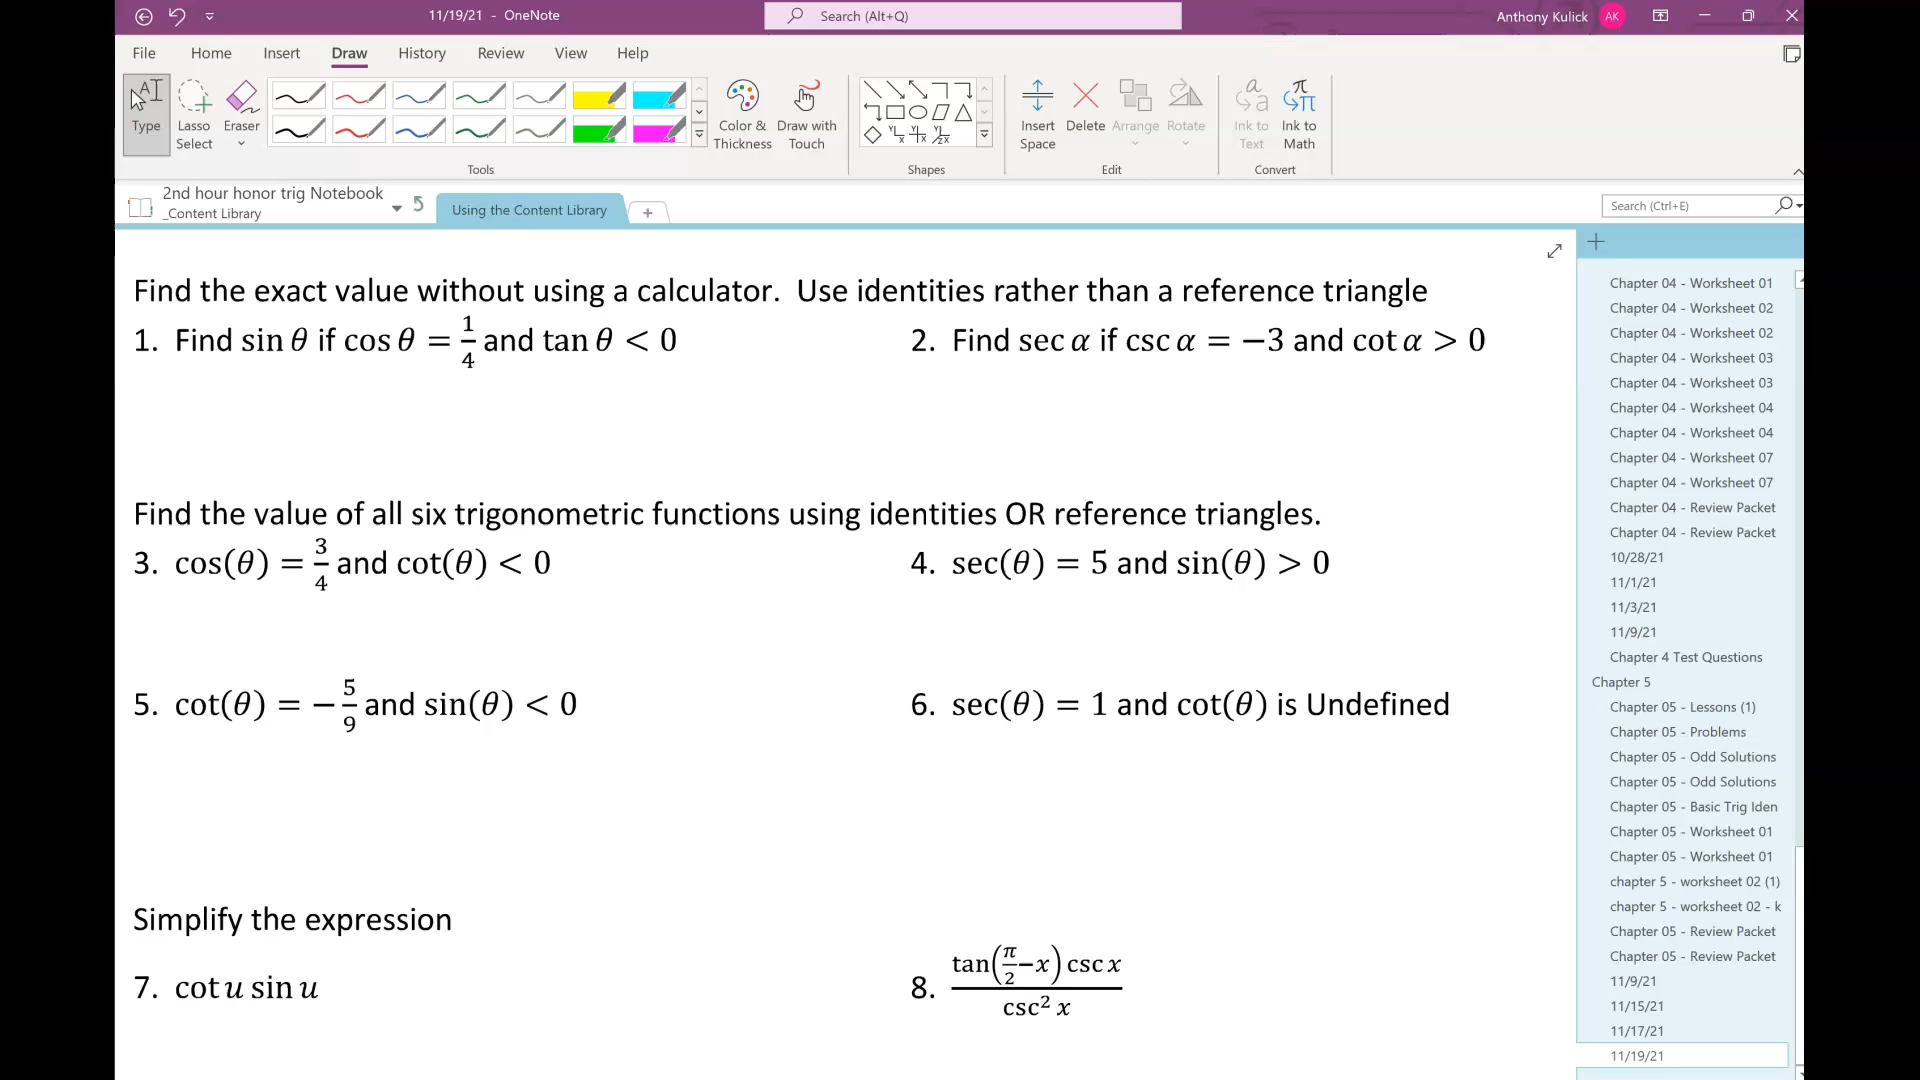 11/19/21 - OneNote
Search (Alt+Q)
Anthony Kulick AK
File Home Insert Draw History Review View Help
Type
Lasso Select
Eraser
Color & Thickness
Draw with Touch
Tools
Shapes
Insert Space
Delete
Arrange
Rotate
Edit
Ink to Text
Ink to Math
Convert
2nd hour honor trig Notebook
_Content Library
Using the Content Library
Search (Ctrl+E)
Find the exact value without using a calculator. Use identities rather than a reference triangle
1. Find sin θ if cos θ = 1/4 and tan θ < 0
2. Find sec α if csc α = −3 and cot α > 0
Find the value of all six trigonometric functions using identities OR reference triangles.
3. cos(θ) = 3/4 and cot(θ) < 0
4. sec(θ) = 5 and sin(θ) > 0
5. cot(θ) = −5/9 and sin(θ) < 0
6. sec(θ) = 1 and cot(θ) is Undefined
Simplify the expression
7. cot u sin u
8. tan(π/2−x) csc x / csc² x
Chapter 04 - Worksheet 01
Chapter 04 - Worksheet 02
Chapter 04 - Worksheet 02
Chapter 04 - Worksheet 03
Chapter 04 - Worksheet 03
Chapter 04 - Worksheet 04
Chapter 04 - Worksheet 04
Chapter 04 - Worksheet 07
Chapter 04 - Worksheet 07
Chapter 04 - Review Packet
Chapter 04 - Review Packet
10/28/21
11/1/21
11/3/21
11/9/21
Chapter 4 Test Questions
Chapter 5
Chapter 05 - Lessons (1)
Chapter 05 - Problems
Chapter 05 - Odd Solutions
Chapter 05 - Odd Solutions
Chapter 05 - Basic Trig Iden
Chapter 05 - Worksheet 01
Chapter 05 - Worksheet 01
chapter 5 - worksheet 02 (1)
chapter 5 - worksheet 02 - k
Chapter 05 - Review Packet
Chapter 05 - Review Packet
11/9/21
11/15/21
11/17/21
11/19/21